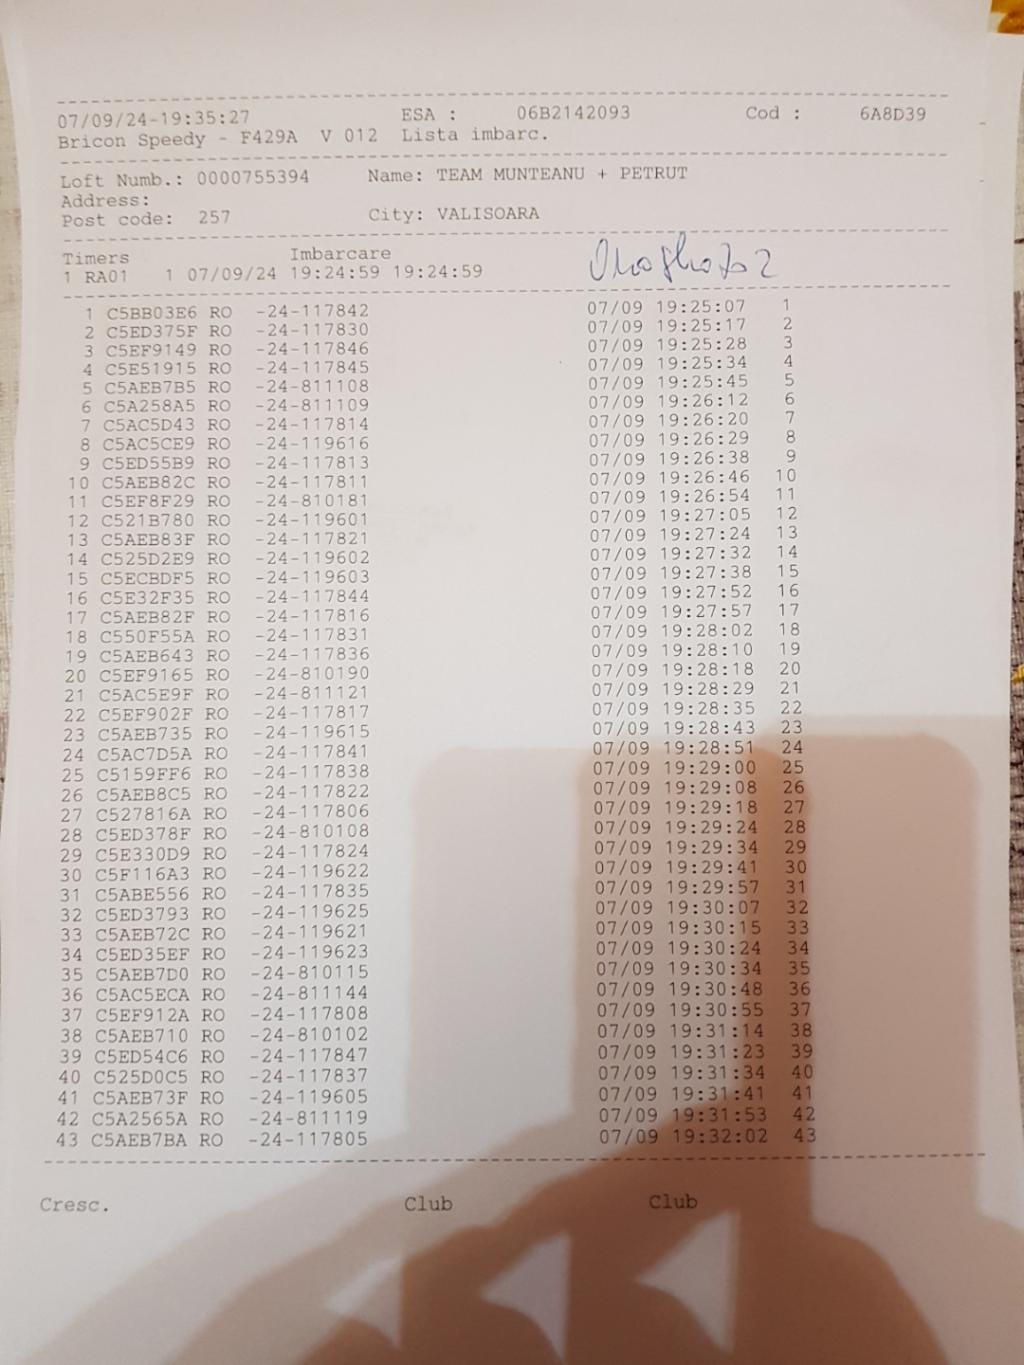 07/09/24-19:35:27 ESA : 06B2142093 Cod : 6A8D39
Bricon Speedy - F429A V 012 Lista imbarc.
Loft Numb.: 0000755394 Name: TEAM MUNTEANU + PETRUT
Address:
Post code: 257 City: VALISOARA
Timers Imbarcare
1 RA01 1 07/09/24 19:24:59 19:24:59
1 C5BB03E6 RO -24-117842 07/09 19:25:07 1
2 C5ED375F RO -24-117830 07/09 19:25:17 2
3 C5EF9149 RO -24-117846 07/09 19:25:28 3
4 C5E51915 RO -24-117845 07/09 19:25:34 4
5 C5AEB7B5 RO -24-811108 07/09 19:25:45 5
6 C5A258A5 RO -24-811109 07/09 19:26:12 6
7 C5AC5D43 RO -24-117814 07/09 19:26:20 7
8 C5AC5CE9 RO -24-119616 07/09 19:26:29 8
9 C5ED55B9 RO -24-117813 07/09 19:26:38 9
10 C5AEB82C RO -24-117811 07/09 19:26:46 10
11 C5EF8F29 RO -24-810181 07/09 19:26:54 11
12 C521B780 RO -24-119601 07/09 19:27:05 12
13 C5AEB83F RO -24-117821 07/09 19:27:24 13
14 C525D2E9 RO -24-119602 07/09 19:27:32 14
15 C5ECBDF5 RO -24-119603 07/09 19:27:38 15
16 C5E32F35 RO -24-117844 07/09 19:27:52 16
17 C5AEB82F RO -24-117816 07/09 19:27:57 17
18 C550F55A RO -24-117831 07/09 19:28:02 18
19 C5AEB643 RO -24-117836 07/09 19:28:10 19
20 C5EF9165 RO -24-810190 07/09 19:28:18 20
21 C5AC5E9F RO -24-811121 07/09 19:28:29 21
22 C5EF902F RO -24-117817 07/09 19:28:35 22
23 C5AEB735 RO -24-119615 07/09 19:28:43 23
24 C5AC7D5A RO -24-117841 07/09 19:28:51 24
25 C5159FF6 RO -24-117838 07/09 19:29:00 25
26 C5AEB8C5 RO -24-117822 07/09 19:29:08 26
27 C527816A RO -24-117806 07/09 19:29:18 27
28 C5ED378F RO -24-810108 07/09 19:29:24 28
29 C5E330D9 RO -24-117824 07/09 19:29:34 29
30 C5F116A3 RO -24-119622 07/09 19:29:41 30
31 C5ABE556 RO -24-117835 07/09 19:29:57 31
32 C5ED3793 RO -24-119625 07/09 19:30:07 32
33 C5AEB72C RO -24-119621 07/09 19:30:15 33
34 C5ED35EF RO -24-119623 07/09 19:30:24 34
35 C5AEB7D0 RO -24-810115 07/09 19:30:34 35
36 C5AC5ECA RO -24-811144 07/09 19:30:48 36
37 C5EF912A RO -24-117808 07/09 19:30:55 37
38 C5AEB710 RO -24-810102 07/09 19:31:14 38
39 C5ED54C6 RO -24-117847 07/09 19:31:23 39
40 C525D0C5 RO -24-117837 07/09 19:31:34 40
41 C5AEB73F RO -24-119605 07/09 19:31:41 41
42 C5A2565A RO -24-811119 07/09 19:31:53 42
43 C5AEB7BA RO -24-117805 07/09 19:32:02 43
Cresc. Club Club